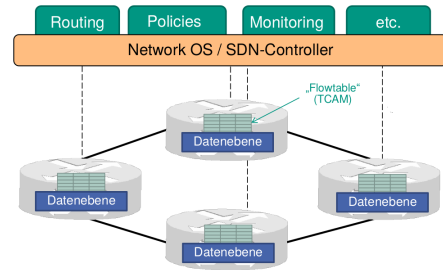 Routing
Policies
Monitoring
etc.
Network OS / SDN-Controller
„Flowtable“
(TCAM)
Datenebene
Datenebene
Datenebene
Datenebene